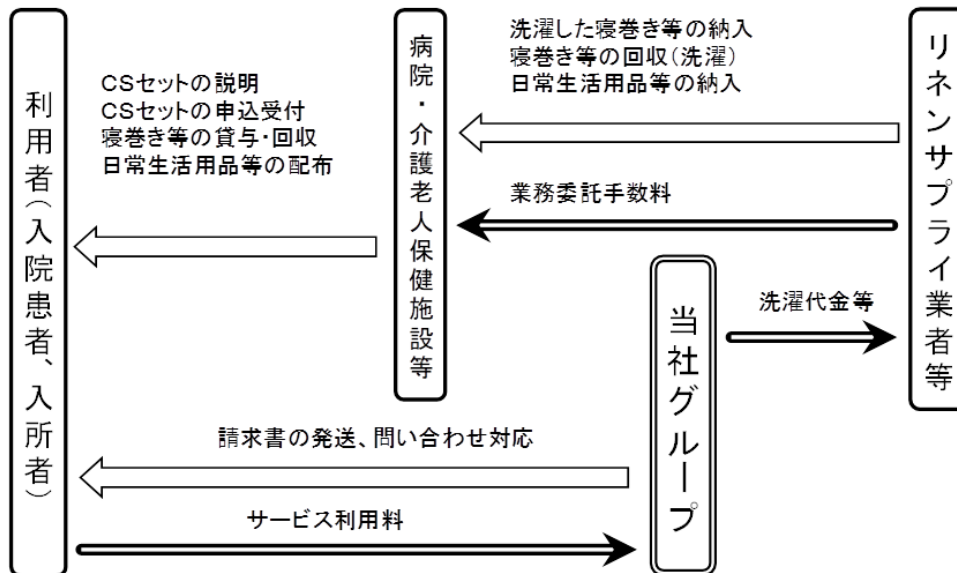 利用者（入院患者、入所者）
CSセットの説明
CSセットの申込受付
寝巻き等の貸与・回収
日常生活用品等の配布
病院・介護老人保健施設等
洗濯した寝巻き等の納入
寝巻き等の回収（洗濯）
日常生活用品等の納入
業務委託手数料
リネンサプライ業者等
当社グループ
洗濯代金等
請求書の発送、問い合わせ対応
サービス利用料